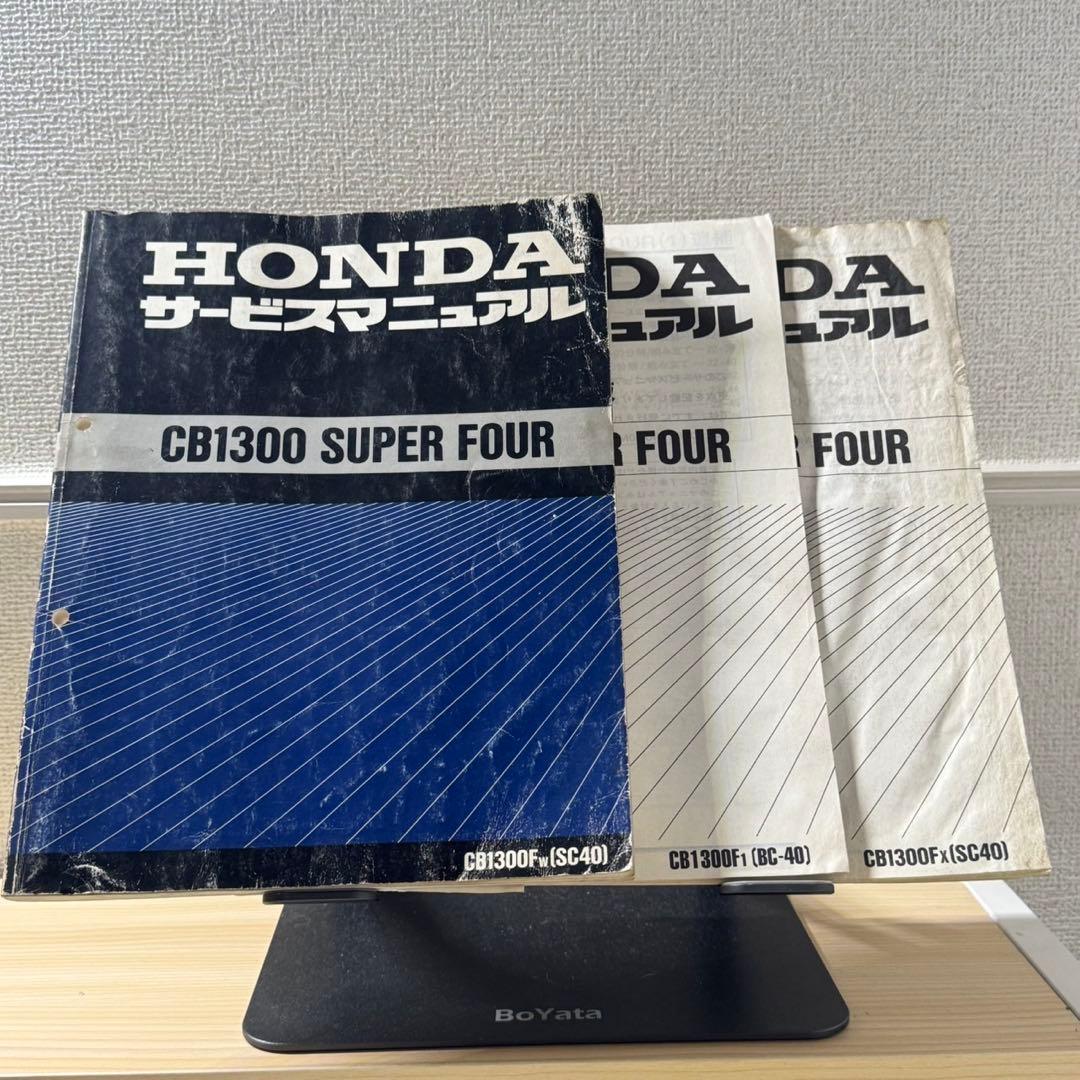 HONDA
サービスマニュアル
CB1300 SUPER FOUR
CB1300Fw (SC40)
DA
ュアル
R FOUR
CB1300F1 (BC-40)
DA
ュアル
FOUR
CB1300Fx (SC40)
BoYata